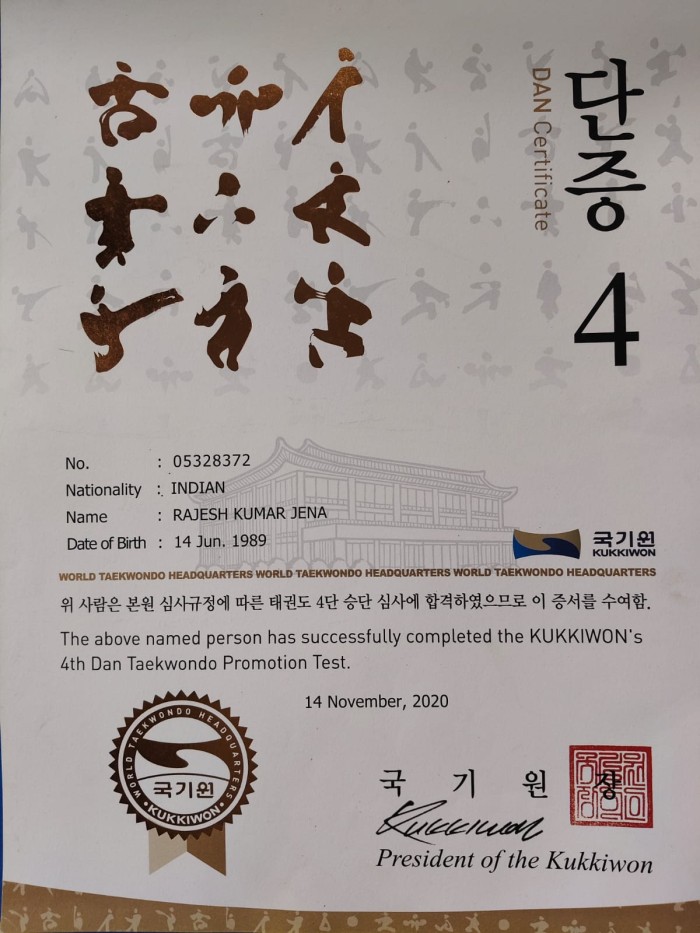 단증
DAN Certificate
4
No. : 05328372
Nationality : INDIAN
Name : RAJESH KUMAR JENA
Date of Birth : 14 Jun. 1989
국기원
KUKKIWON
WORLD TAEKWONDO HEADQUARTERS WORLD TAEKWONDO HEADQUARTERS WORLD TAEKWONDO HEADQUARTERS
위 사람은 본원 심사규정에 따른 태권도 4단 승단 심사에 합격하였으므로 이 증서를 수여함.
The above named person has successfully completed the KUKKIWON's
4th Dan Taekwondo Promotion Test.
14 November, 2020
WORLD TAEKWONDO HEADQUARTERS
국기원
·KUKKIWON·
국 기 원 장
Kukkiwon
President of the Kukkiwon